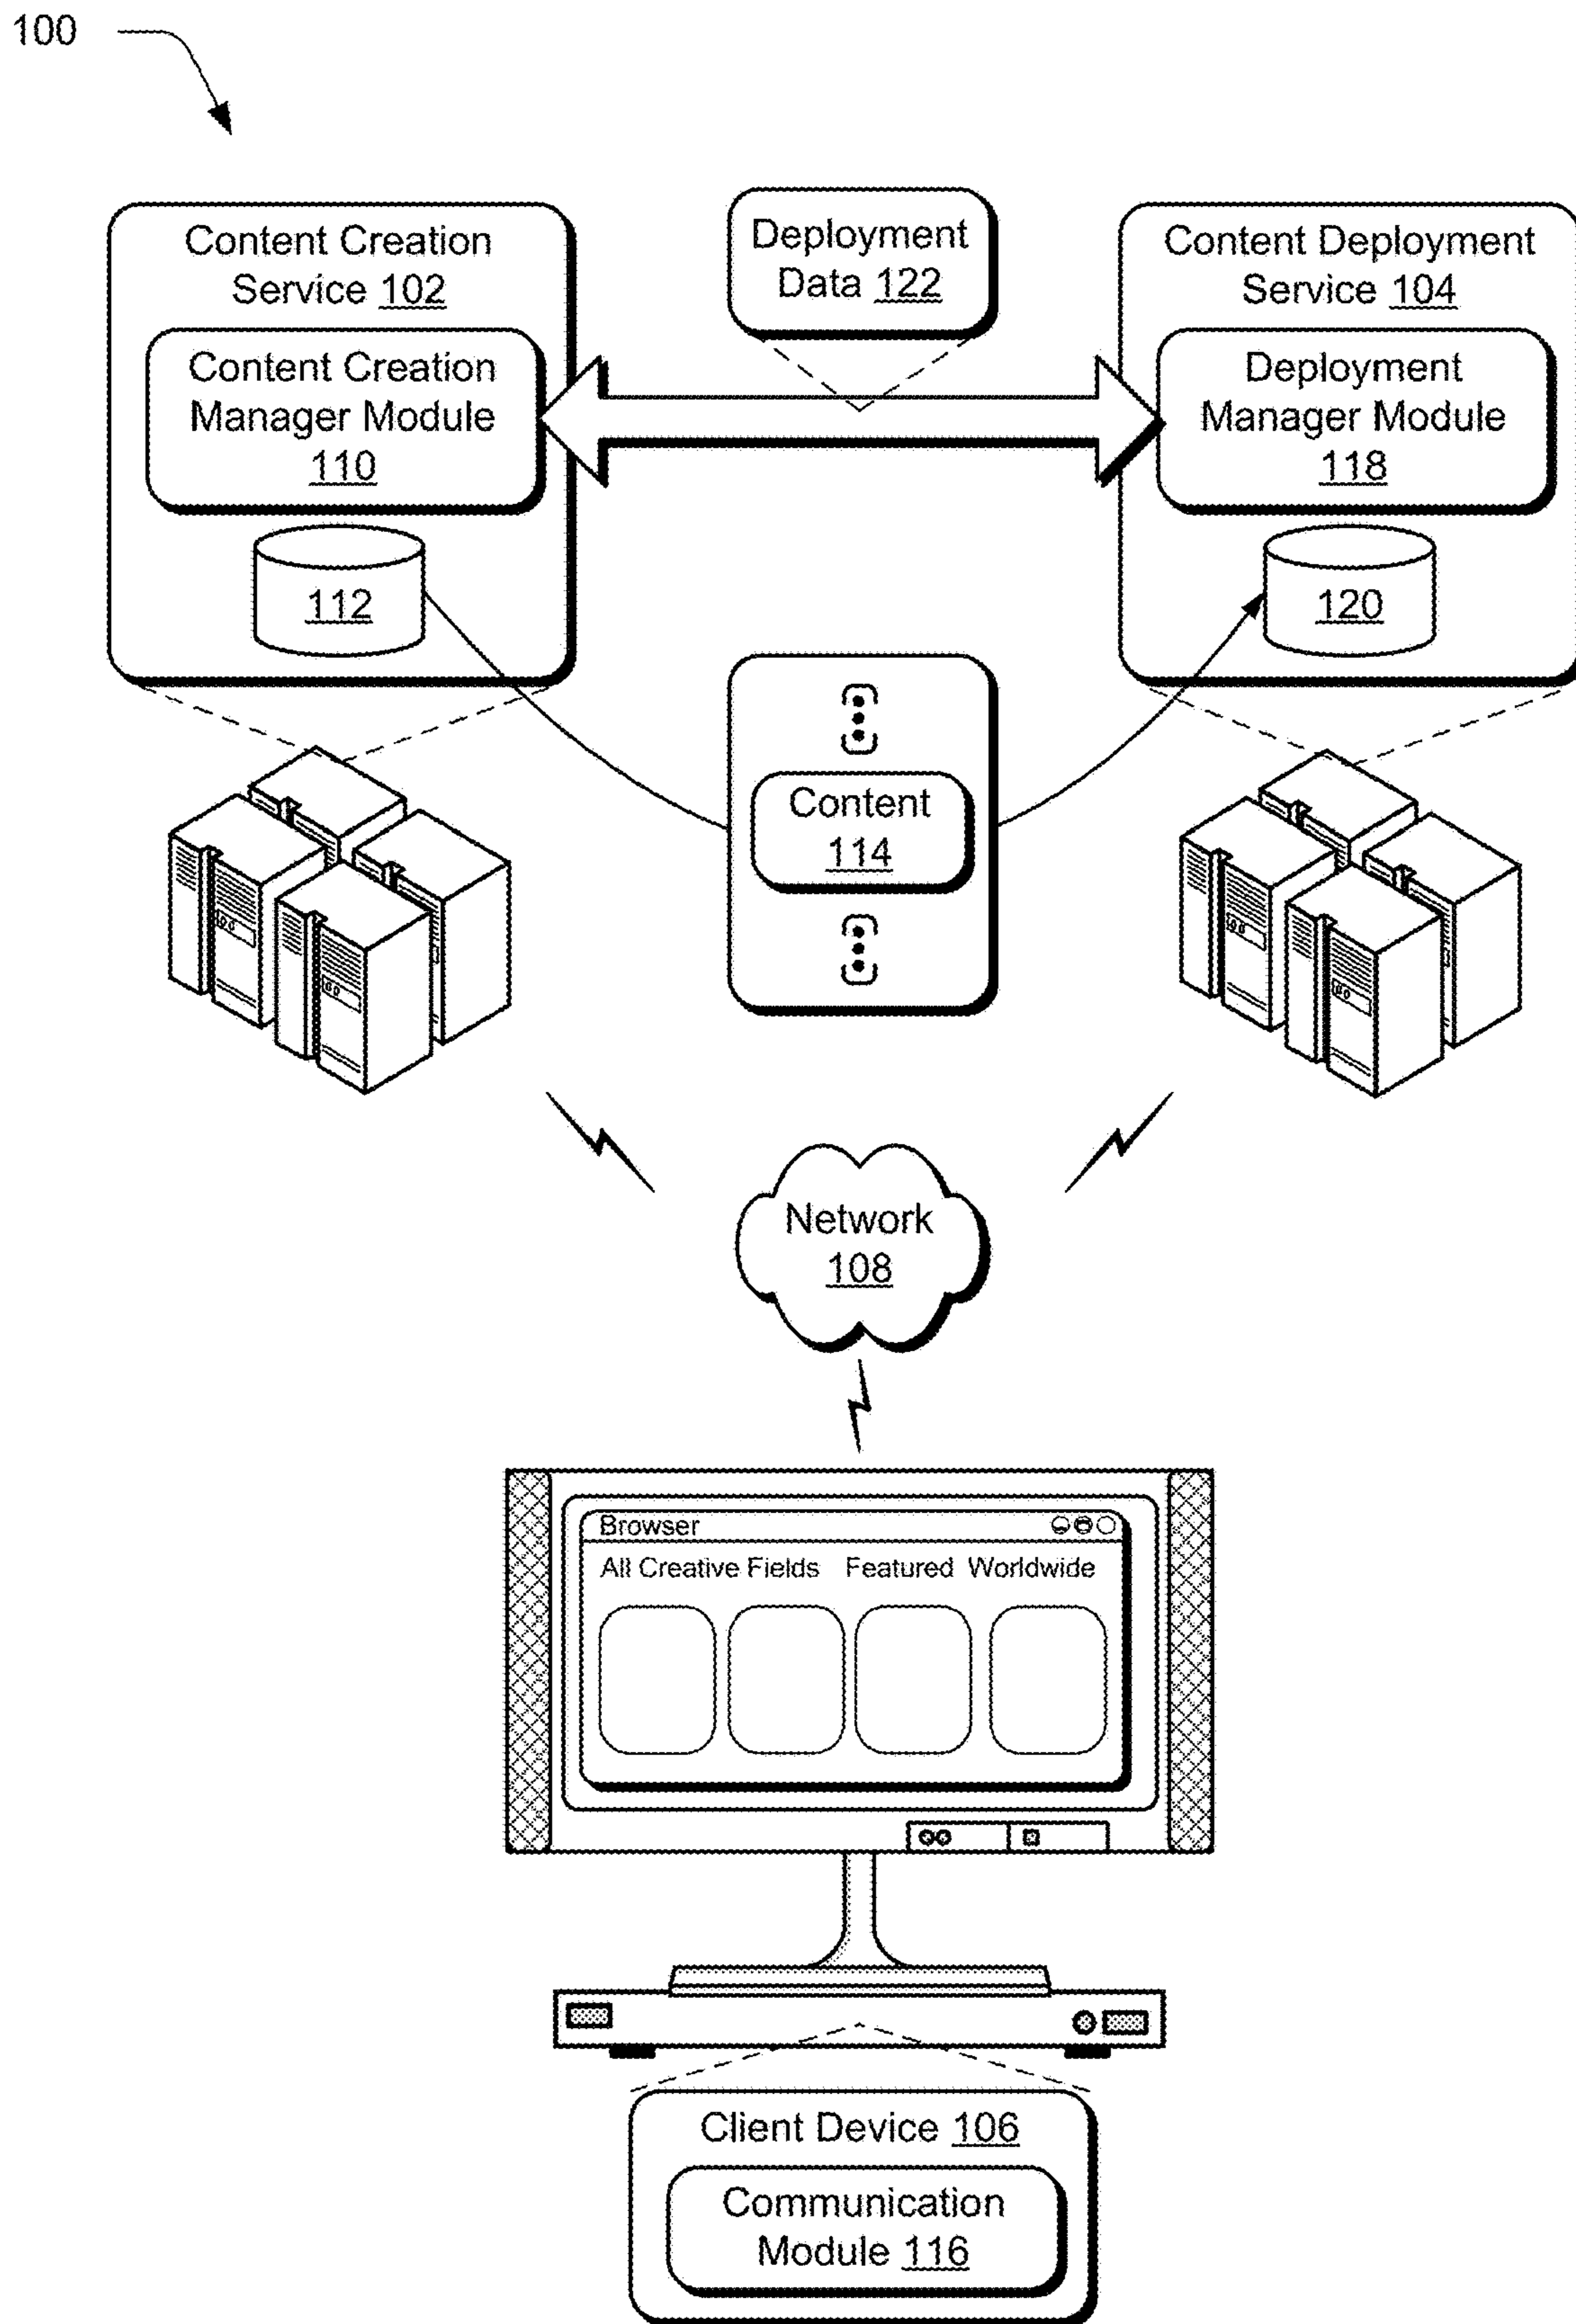 100
Content Creation
Service 102
Content Creation
Manager Module
110
112
Deployment
Data 122
Content Deployment
Service 104
Deployment
Manager Module
118
120
Content
114
Network
108
Browser
All Creative Fields Featured Worldwide
Client Device 106
Communication
Module 116